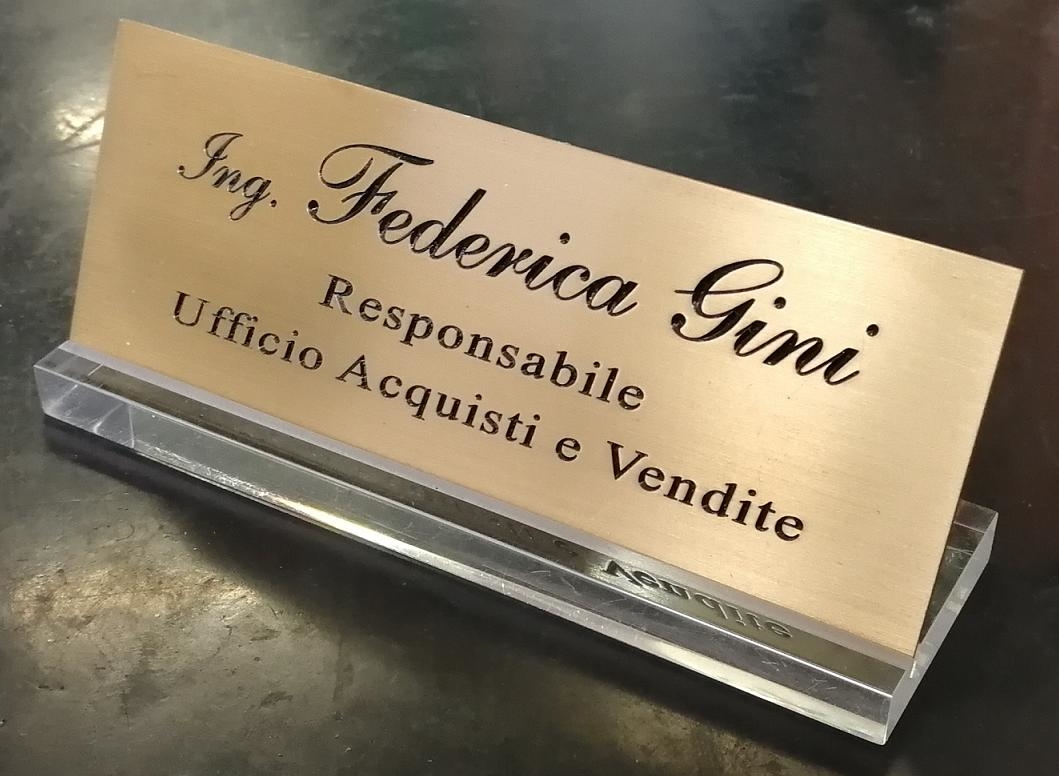 Ing. Federica Gini
Responsabile
Ufficio Acquisti e Vendite